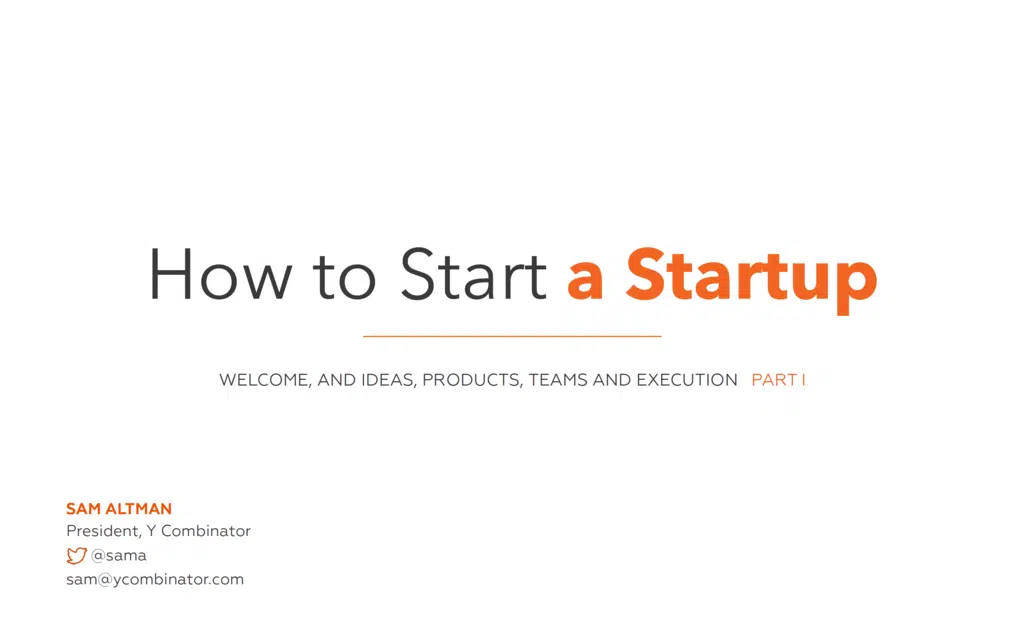 How to Start a Startup
WELCOME, AND IDEAS, PRODUCTS, TEAMS AND EXECUTION PART I
SAM ALTMAN
President, Y Combinator
@sama
sam@ycombinator.com